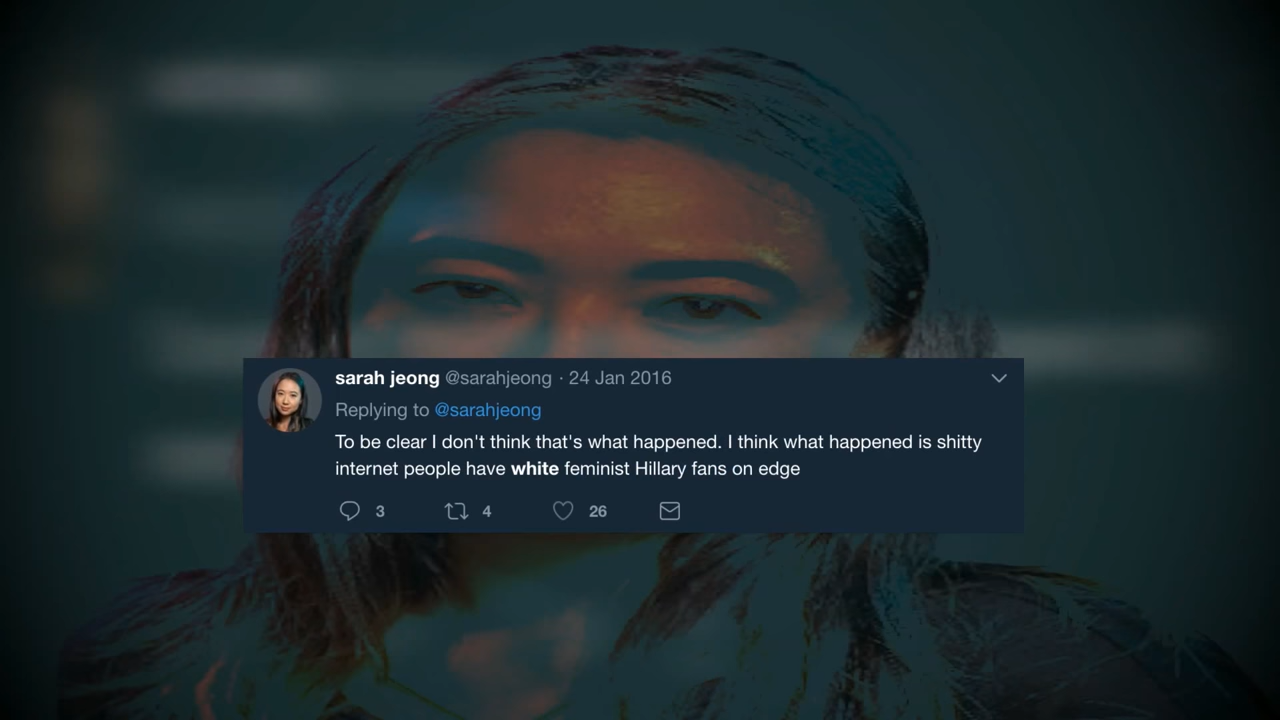 sarah jeong @sarahjeong · 24 Jan 2016
Replying to @sarahjeong
To be clear I don't think that's what happened. I think what happened is shitty
internet people have white feminist Hillary fans on edge
3 4 26